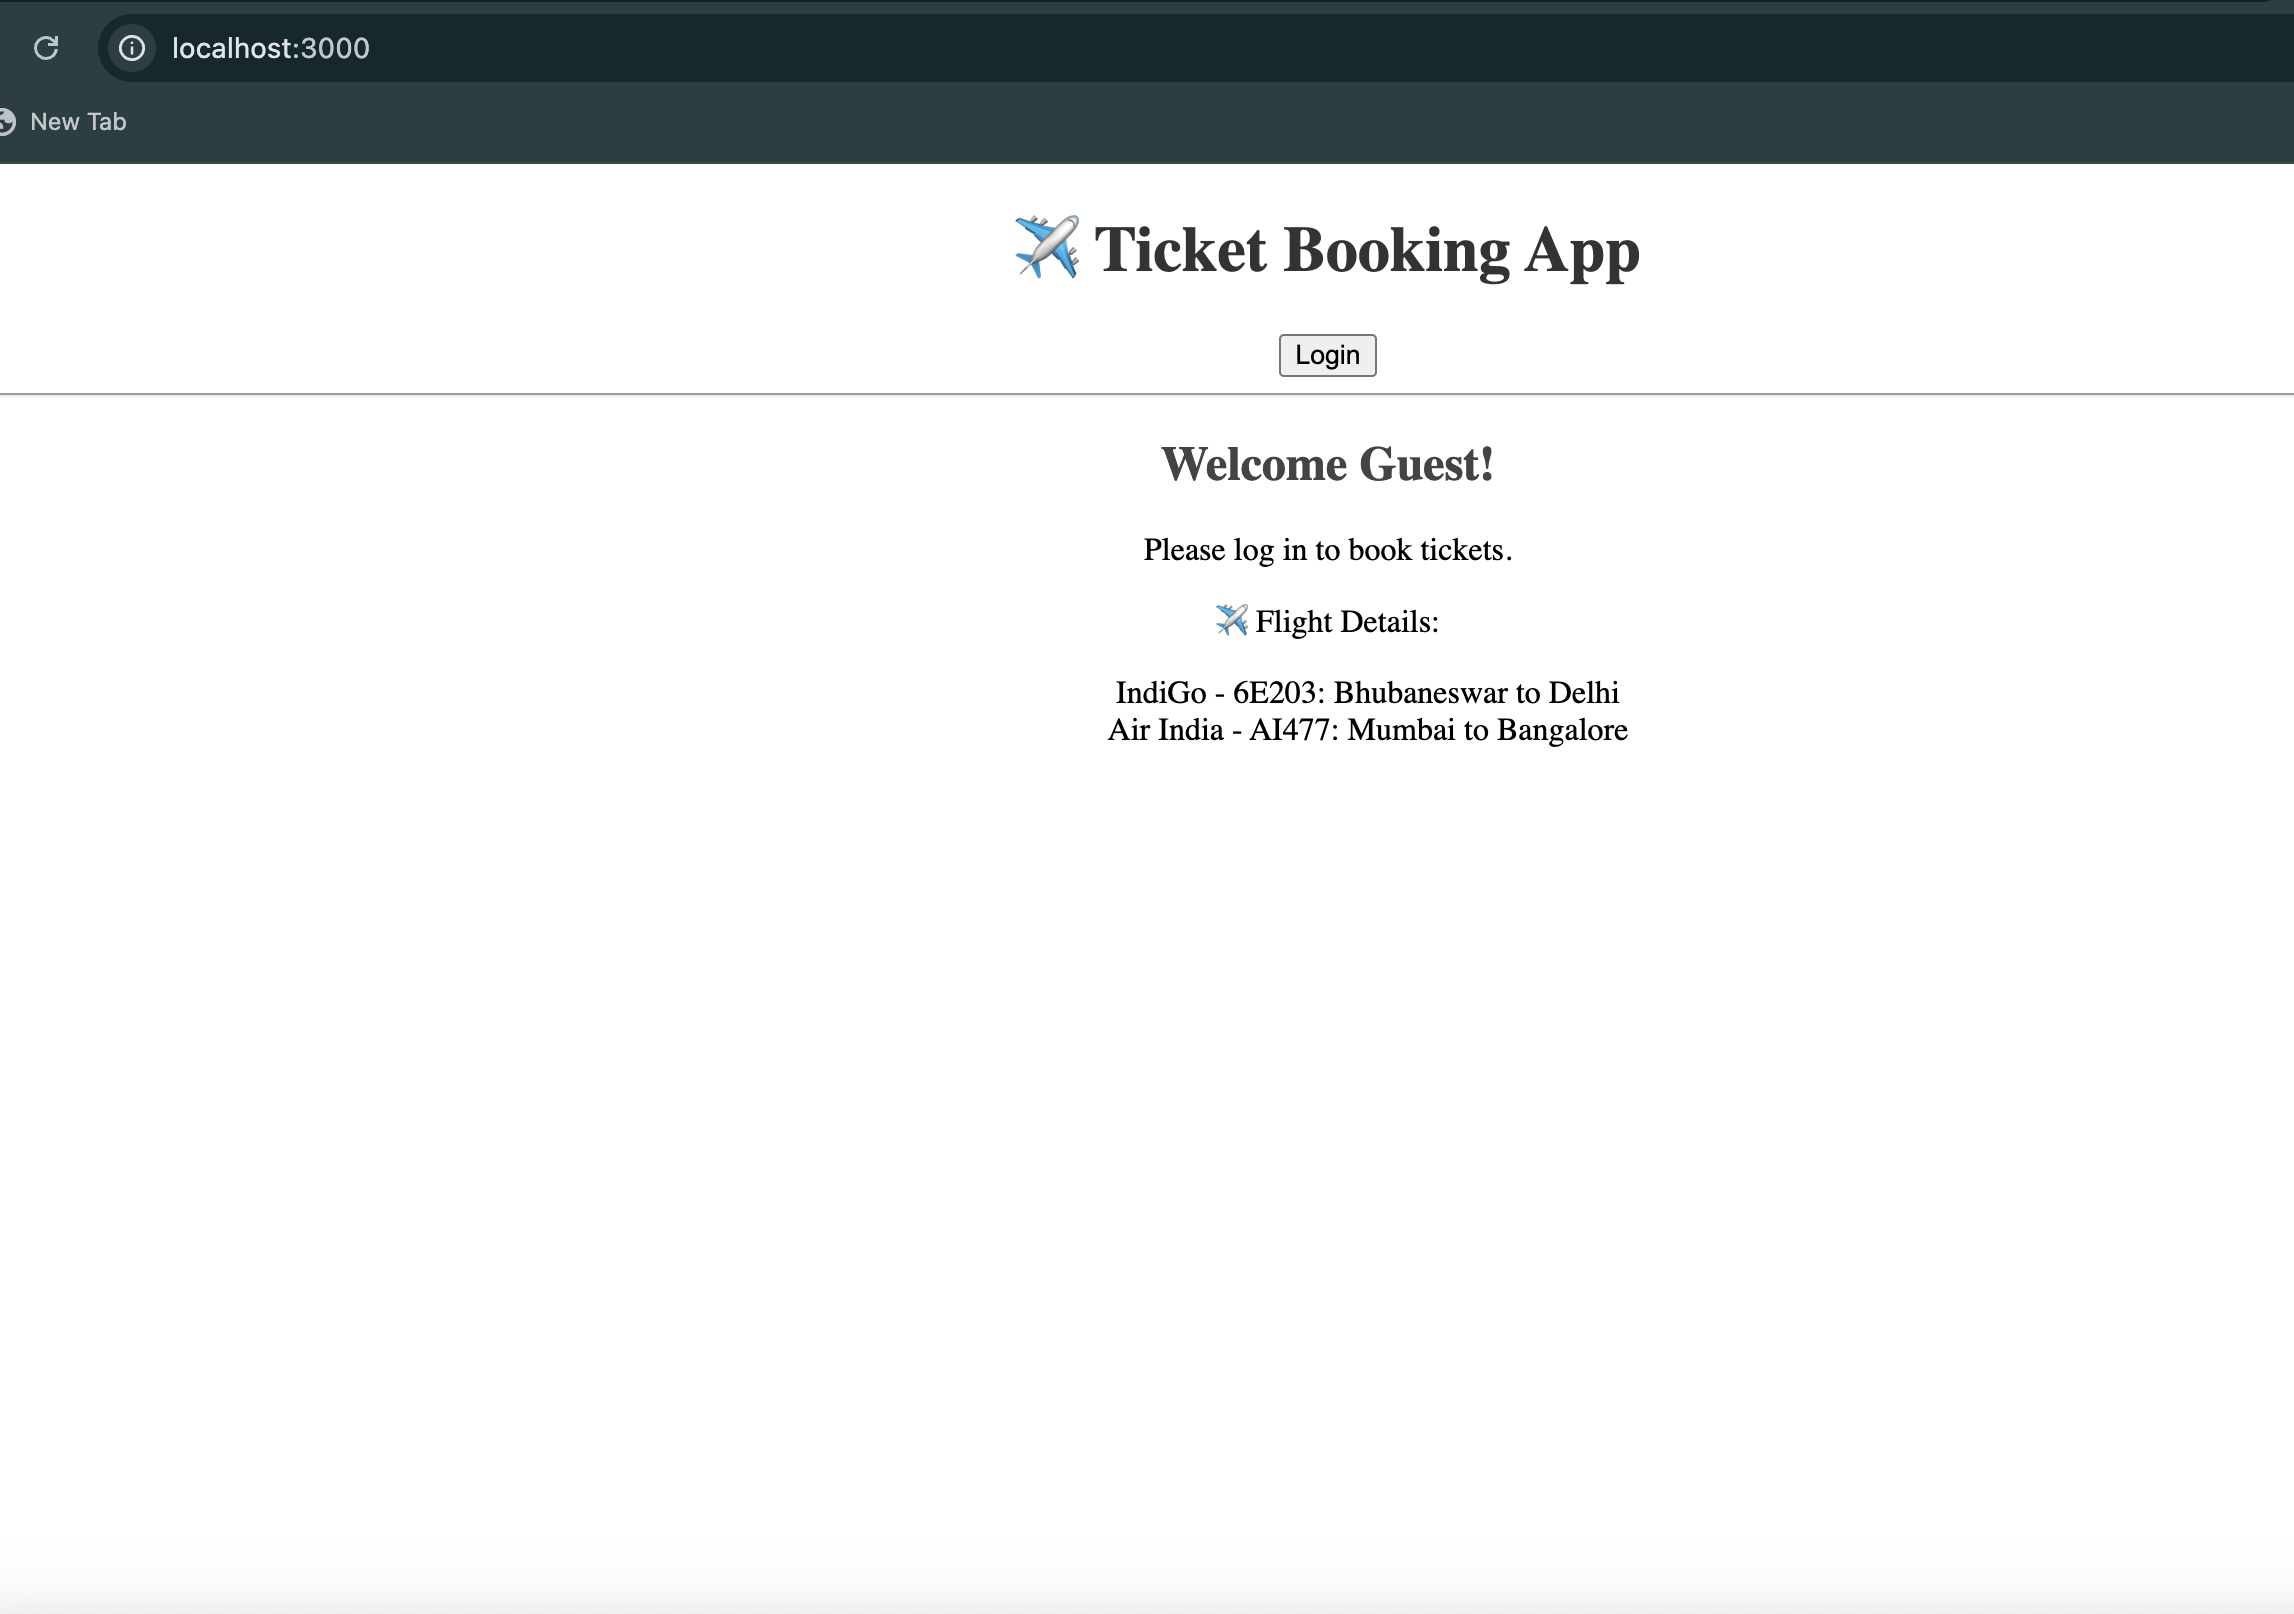 localhost:3000
New Tab
✈️ Ticket Booking App
Login
Welcome Guest!
Please log in to book tickets.
✈️ Flight Details:
IndiGo - 6E203: Bhubaneswar to Delhi
Air India - AI477: Mumbai to Bangalore